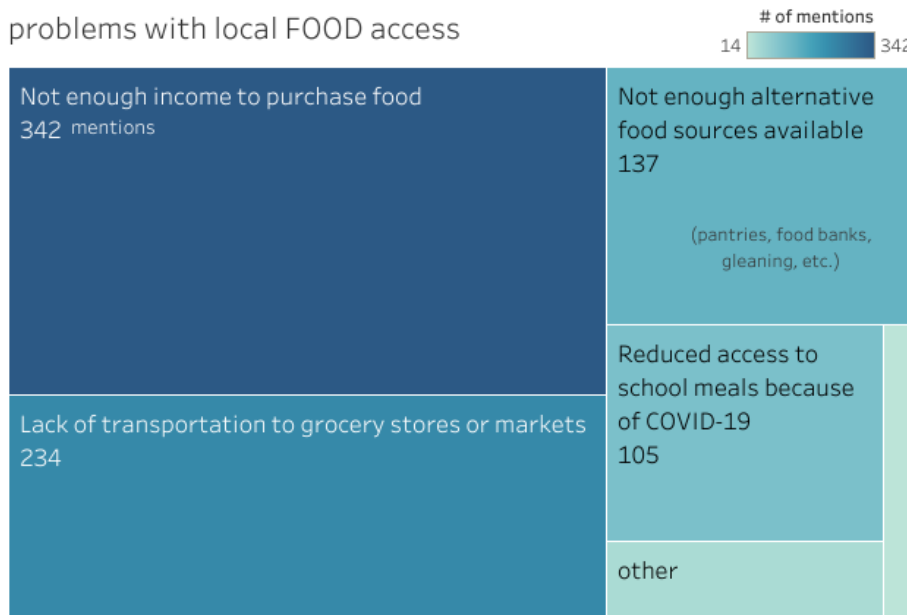 problems with local FOOD access
# of mentions
14 342
Not enough income to purchase food
342 mentions
Not enough alternative
food sources available
137
(pantries, food banks,
gleaning, etc.)
Lack of transportation to grocery stores or markets
234
Reduced access to
school meals because
of COVID-19
105
other